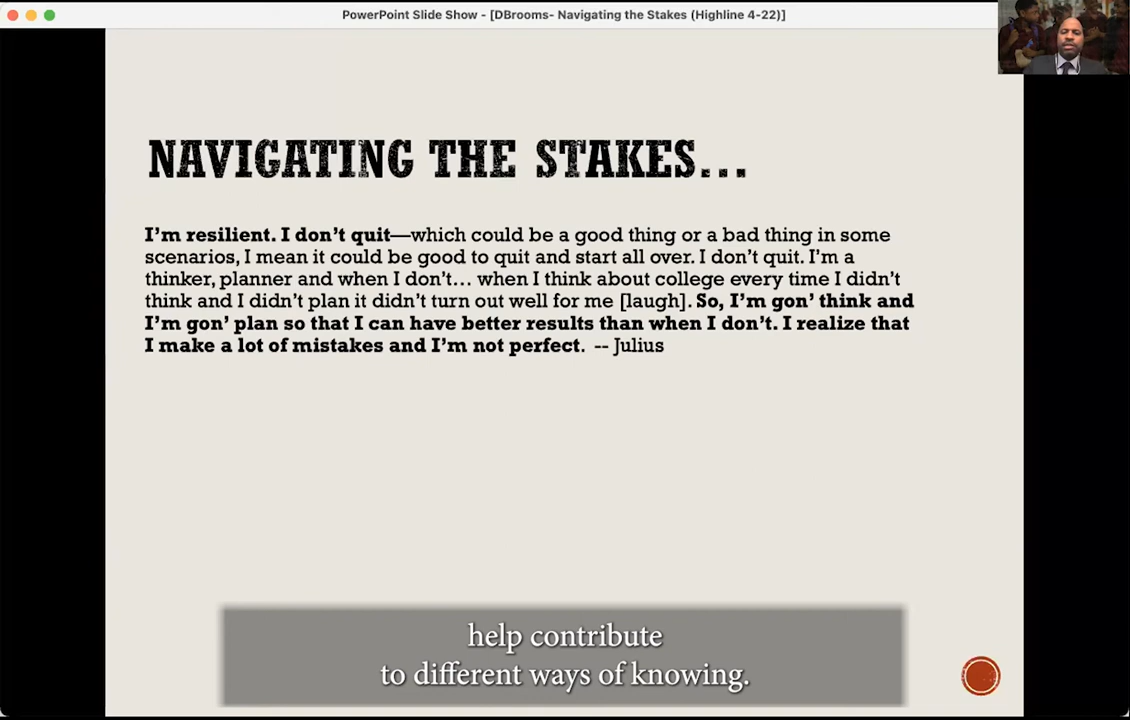 PowerPoint Slide Show - [DBrooms- Navigating the Stakes (Highline 4-22)]
NAVIGATING THE STAKES...
I'm resilient. I don't quit—which could be a good thing or a bad thing in some
scenarios, I mean it could be good to quit and start all over. I don't quit. I'm a
thinker, planner and when I don't… when I think about college every time I didn't
think and I didn't plan it didn't turn out well for me [laugh]. So, I'm gon' think and
I'm gon' plan so that I can have better results than when I don't. I realize that
I make a lot of mistakes and I'm not perfect. -- Julius
help contribute
to different ways of knowing.